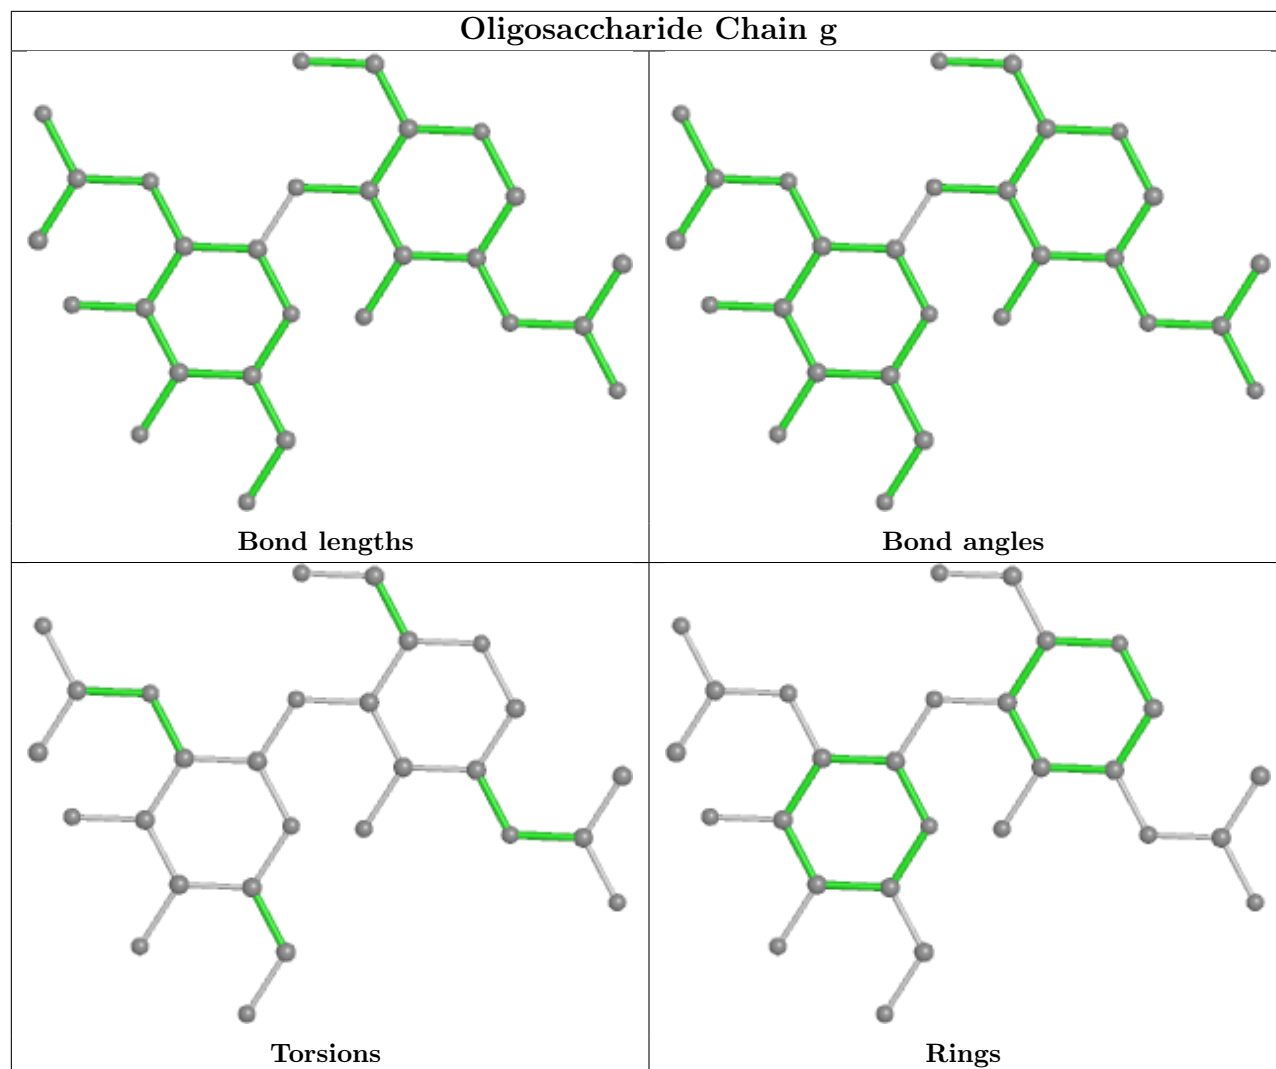 Oligosaccharide Chain g
Bond lengths
Bond angles
Torsions
Rings